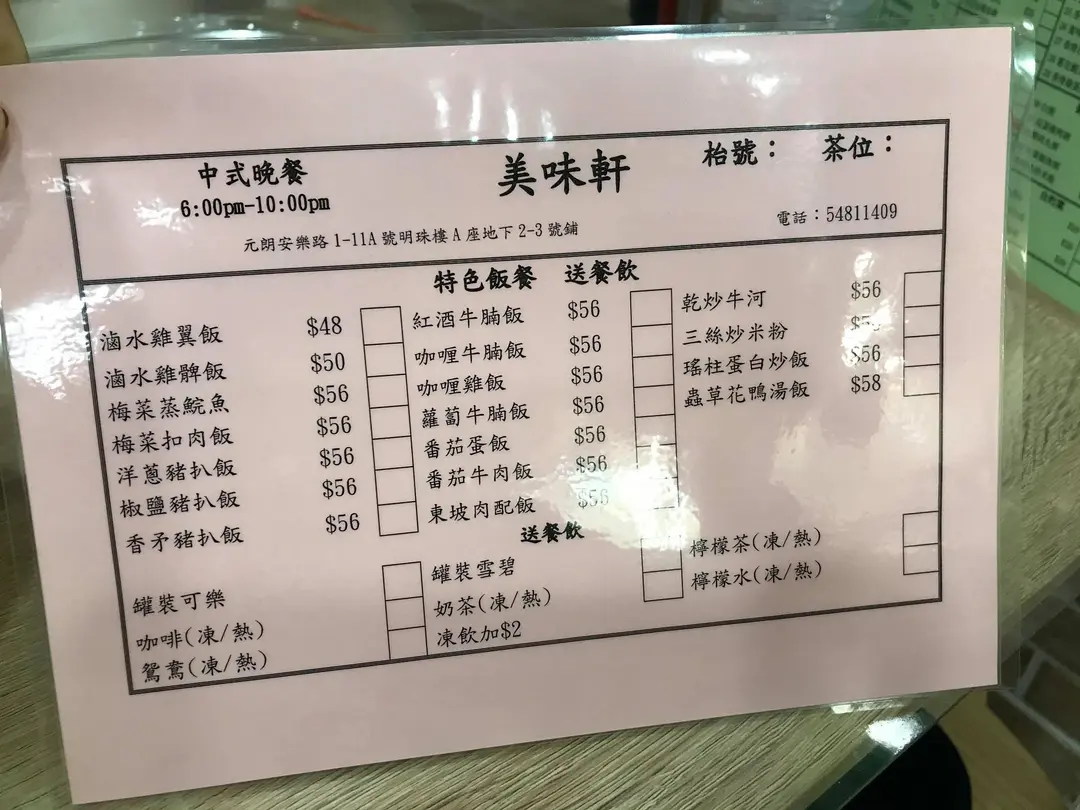 中式晚餐
6:00pm-10:00pm
美味軒
枱號：
茶位：
元朗安樂路 1-11A 號明珠樓 A 座地下 2-3 號鋪
電話：54811409
特色飯餐 送餐飲
滷水雞翼飯 $48
滷水雞髀飯 $50
梅菜蒸鯇魚 $56
梅菜扣肉飯 $56
洋蔥豬扒飯 $56
椒鹽豬扒飯 $56
香矛豬扒飯 $56
紅酒牛腩飯 $56
咖喱牛腩飯 $56
咖喱雞飯 $56
蘿蔔牛腩飯 $56
番茄蛋飯 $56
番茄牛肉飯 $56
東坡肉配飯 $56
乾炒牛河 $56
三絲炒米粉
瑤柱蛋白炒飯 $56
蟲草花鴨湯飯 $58
送餐飲
罐裝可樂
咖啡(凍/熱)
鴛鴦(凍/熱)
罐裝雪碧
奶茶(凍/熱)
凍飲加$2
檸檬茶(凍/熱)
檸檬水(凍/熱)